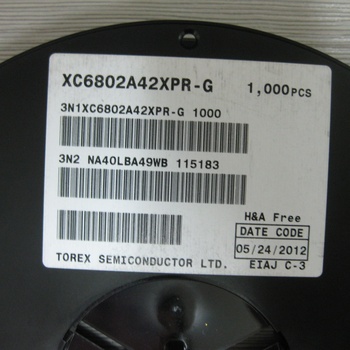 XC6802A42XPR-G 1,000PCS
3N1XC6802A42XPR-G 1000
3N2 NA40LBA49WB 115183
H&A Free
DATE CODE
05/24/2012
TOREX SEMICONDUCTOR LTD. EIAJ C-3